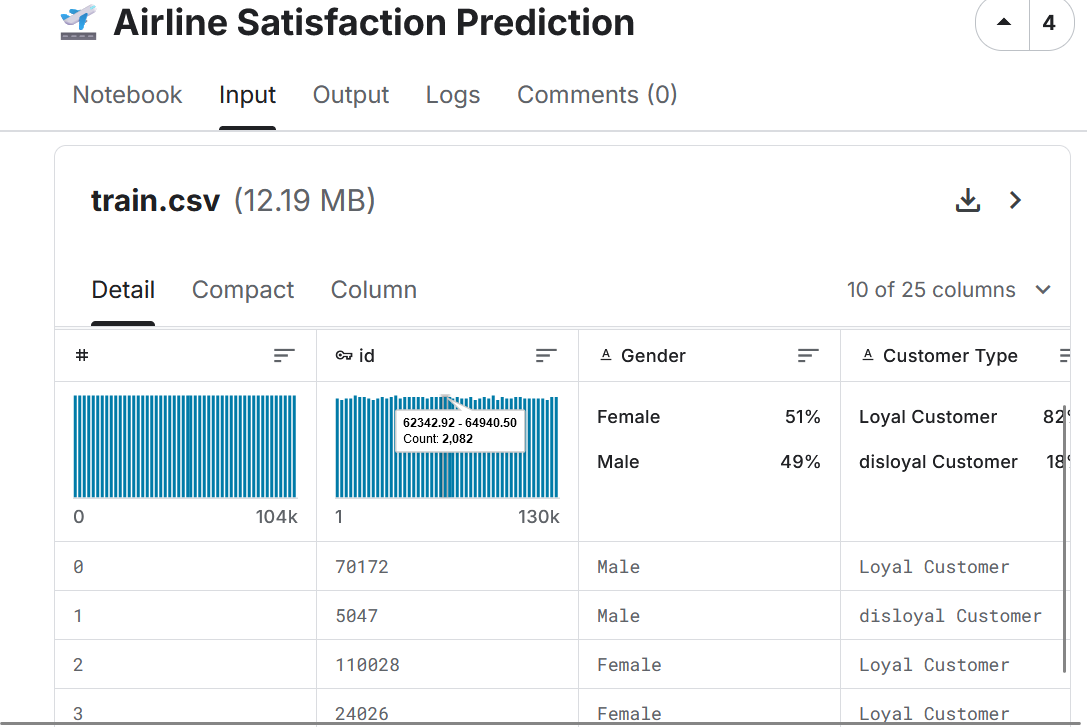 Airline Satisfaction Prediction
4
Notebook Input Output Logs Comments (0)
train.csv (12.19 MB)
Detail Compact Column 10 of 25 columns
# id Gender Customer Type
62342.92 - 64940.50
Count: 2,082
Female 51% Loyal Customer 82%
Male 49% disloyal Customer 18%
0 104k 1 130k
0 70172 Male Loyal Customer
1 5047 Male disloyal Customer
2 110028 Female Loyal Customer
3 24026 Female Loyal Customer